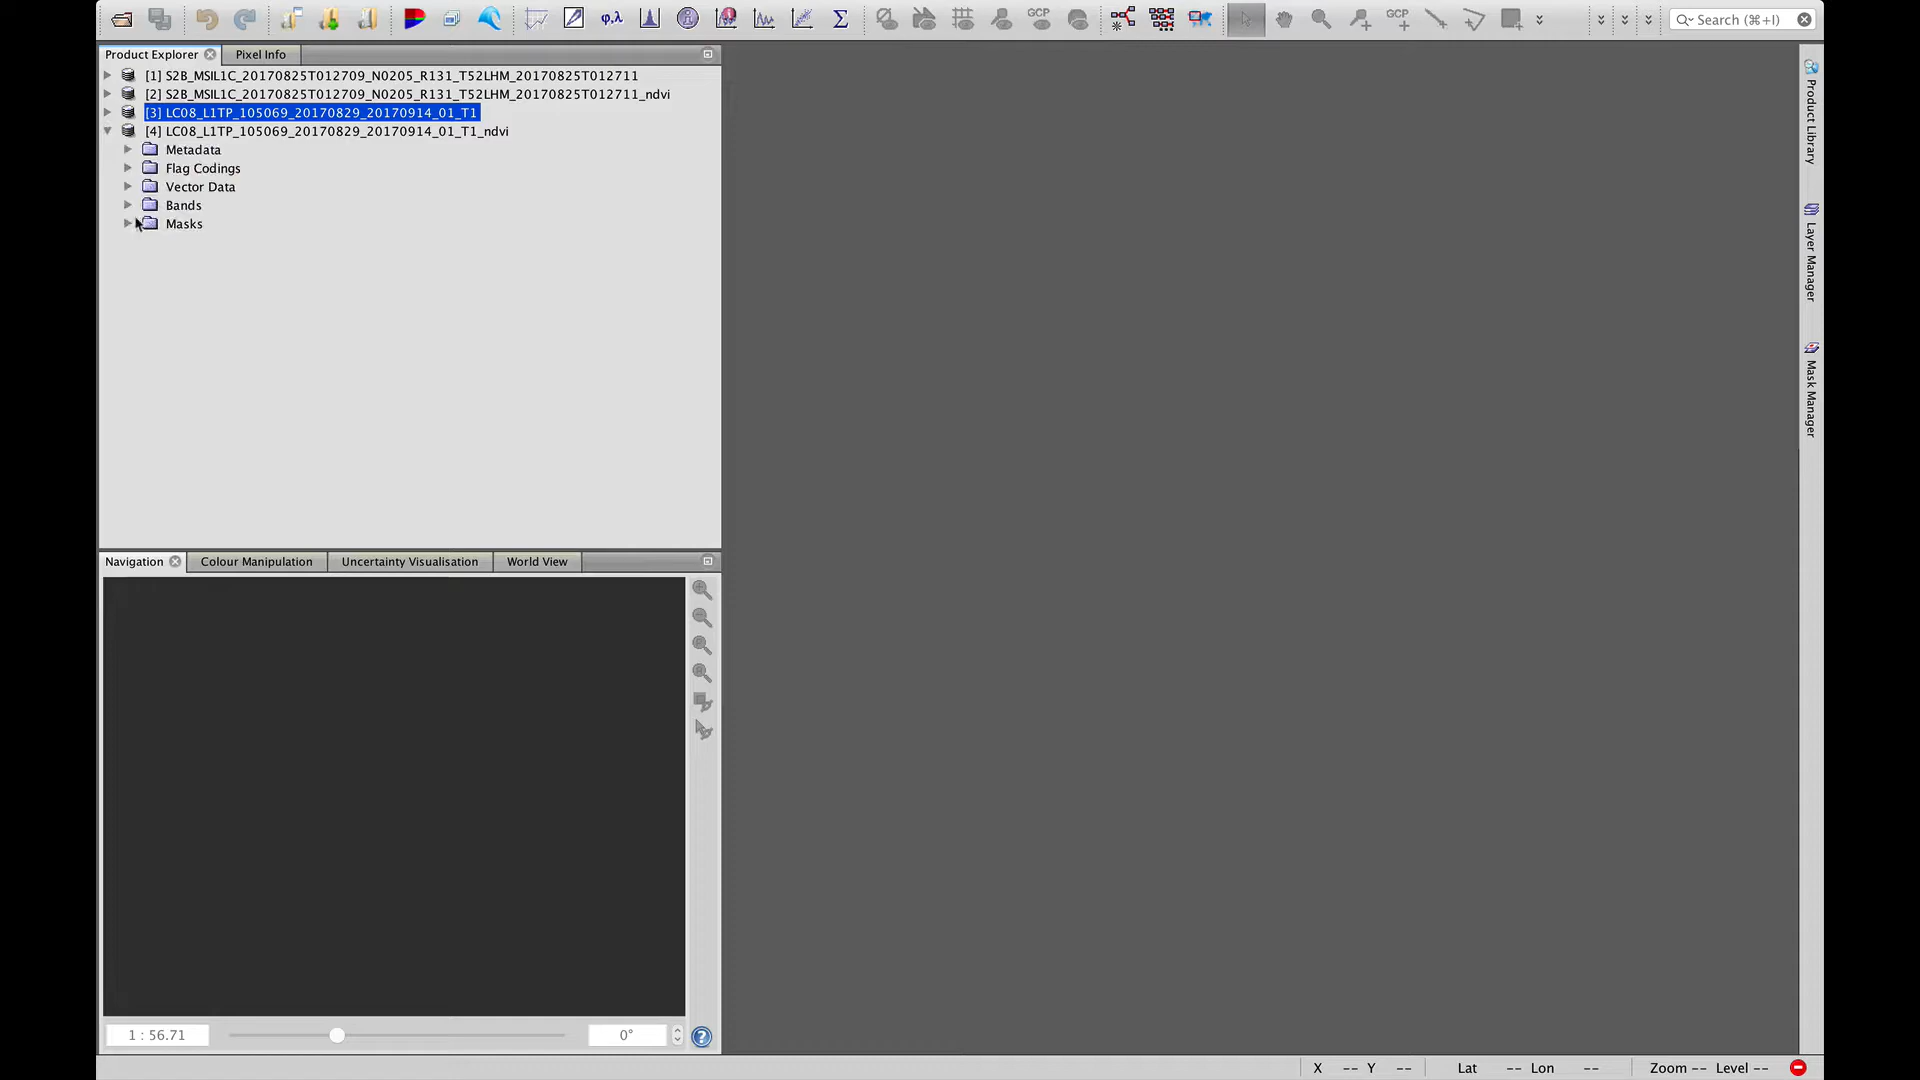 φ,λ
Σ
GCP
GCP
Search (⌘+I)
Product Explorer
Pixel Info
[1] S2B_MSIL1C_20170825T012709_N0205_R131_T52LHM_20170825T012711
[2] S2B_MSIL1C_20170825T012709_N0205_R131_T52LHM_20170825T012711_ndvi
[3] LC08_L1TP_105069_20170829_20170914_01_T1
[4] LC08_L1TP_105069_20170829_20170914_01_T1_ndvi
Metadata
Flag Codings
Vector Data
Bands
Masks
Product Library
Layer Manager
Mask Manager
Navigation
Colour Manipulation
Uncertainty Visualisation
World View
1 : 56.71
0°
X -- Y --
Lat -- Lon --
Zoom -- Level --